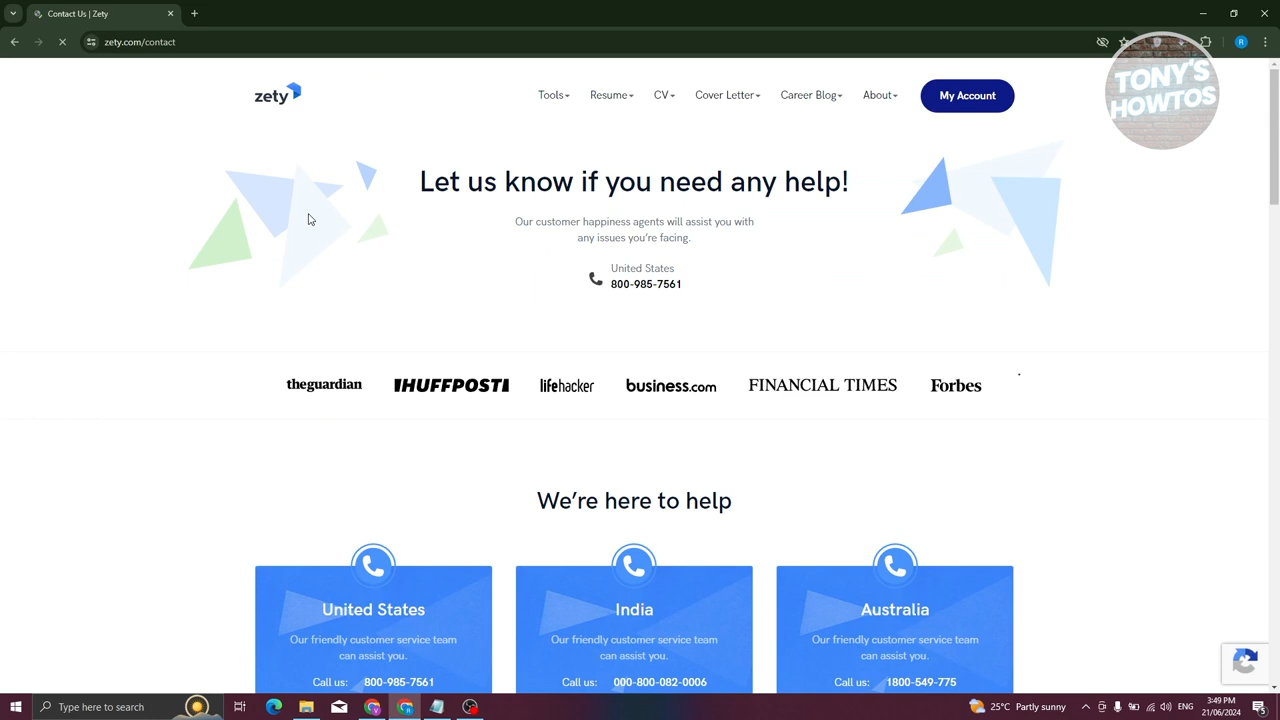 Contact Us | Zety
zety.com/contact
TONY'S
HOWTOS
zety
Tools
Resume
CV
Cover Letter
Career Blog
About
My Account
Let us know if you need any help!
Our customer happiness agents will assist you with
any issues you're facing.
United States
800-985-7561
theguardian
HUFFPOST
lifehacker
business.com
FINANCIAL TIMES
Forbes
We're here to help
United States
Our friendly customer service team
can assist you.
Call us: 800-985-7561
India
Our friendly customer service team
can assist you.
Call us: 000-800-082-0006
Australia
Our friendly customer service team
can assist you.
Call us: 1800-549-775
Type here to search
25°C Partly sunny
ENG
3:49 PM
21/06/2024